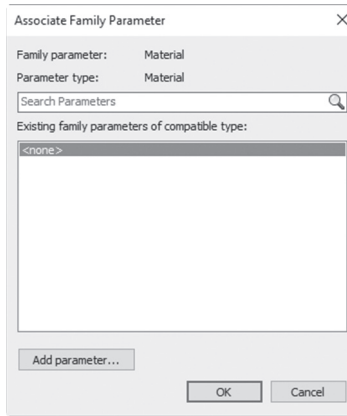 Associate Family Parameter
Family parameter: Material
Parameter type: Material
Search Parameters
Existing family parameters of compatible type:
<none>
Add parameter...
OK Cancel